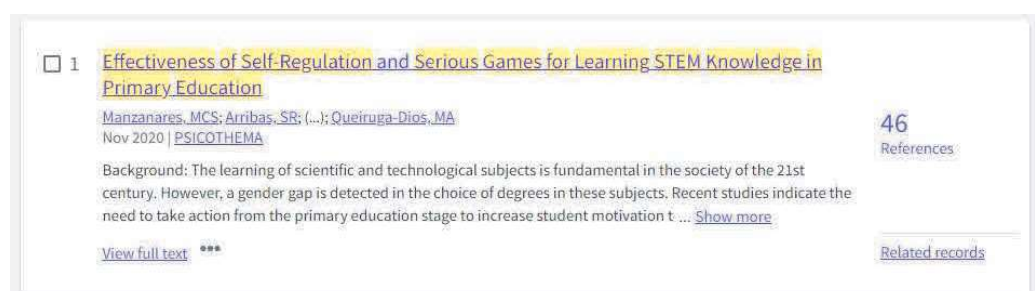 1 Effectiveness of Self-Regulation and Serious Games for Learning STEM Knowledge in
Primary Education
Manzanares, MCS; Arribas, SR; (...); Queiruga-Dios, MA
Nov 2020 | PSICOTHEMA
Background: The learning of scientific and technological subjects is fundamental in the society of the 21st
century. However, a gender gap is detected in the choice of degrees in these subjects. Recent studies indicate the
need to take action from the primary education stage to increase student motivation t ... Show more
View full text
46
References
Related records